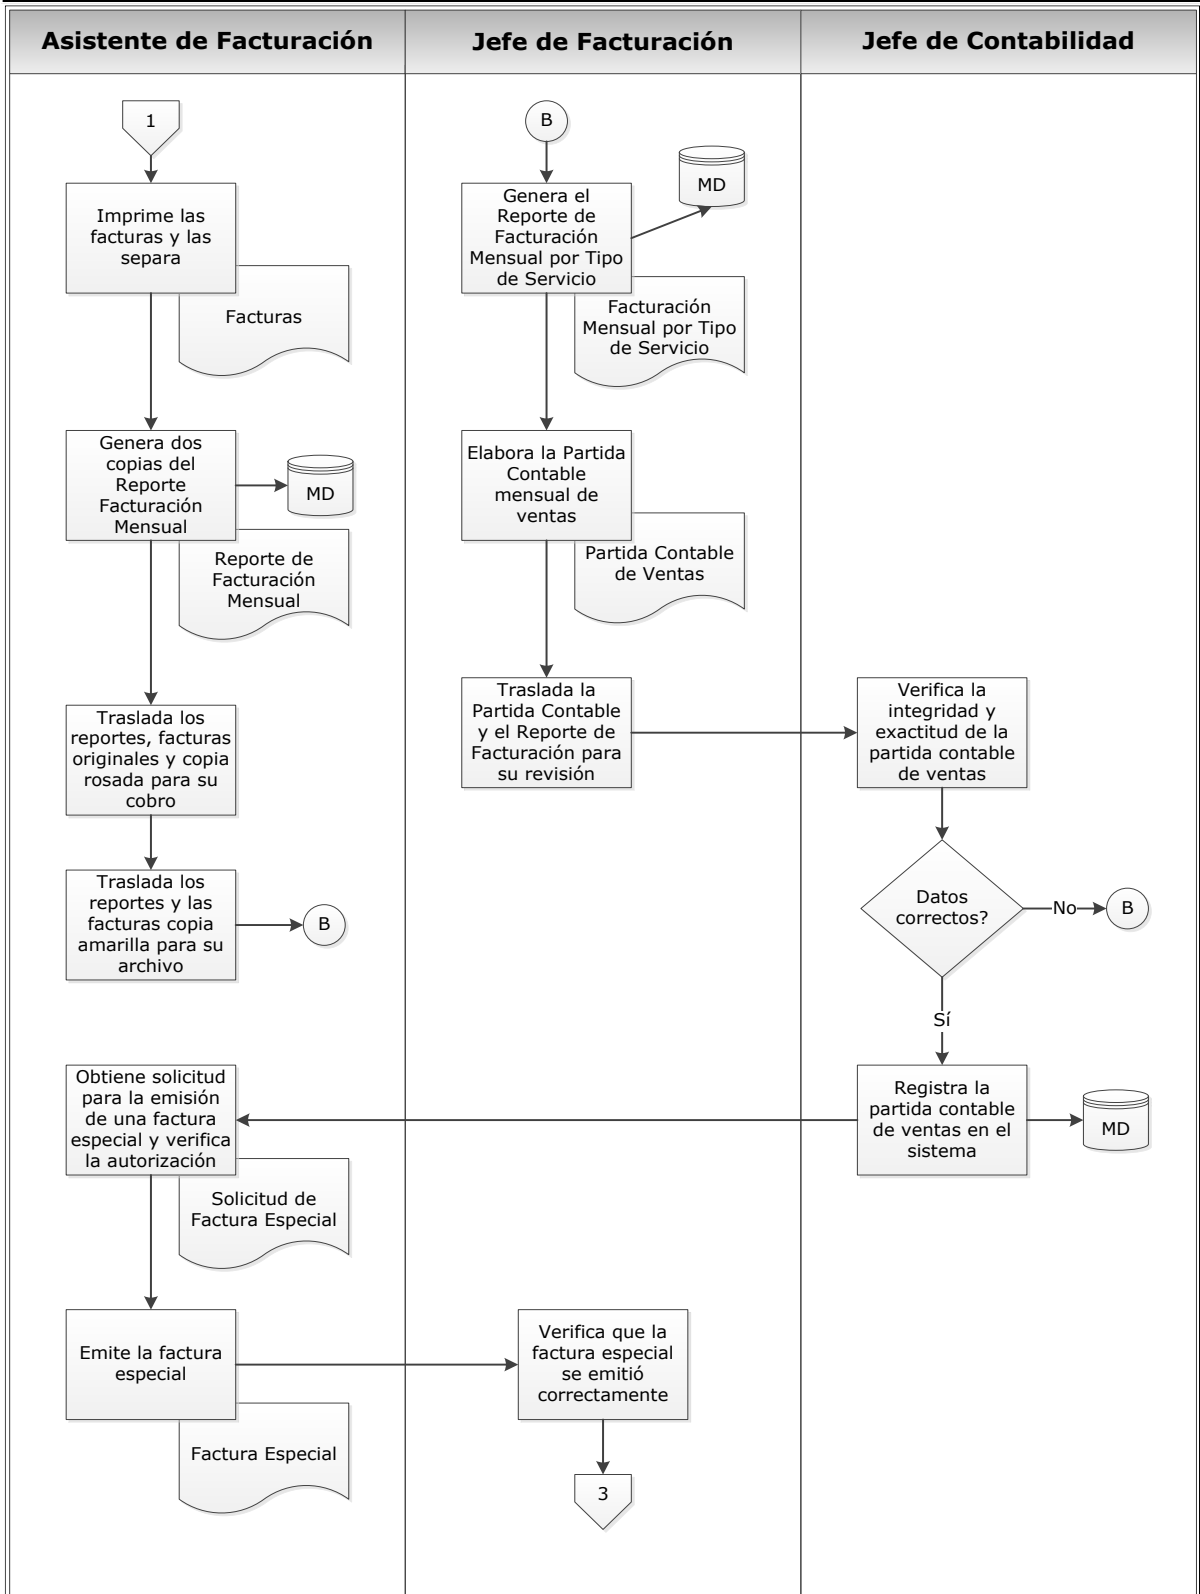 Asistente de Facturación
Jefe de Facturación
Jefe de Contabilidad
1
Imprime las
facturas y las
separa
Facturas
Genera dos
copias del
Reporte
Facturación
Mensual
MD
Reporte de
Facturación
Mensual
Traslada los
reportes, facturas
originales y copia
rosada para su
cobro
Traslada los
reportes y las
facturas copia
amarilla para su
archivo
B
B
Genera el
Reporte de
Facturación
Mensual por Tipo
de Servicio
MD
Facturación
Mensual por Tipo
de Servicio
Elabora la Partida
Contable
mensual de
ventas
Partida Contable
de Ventas
Traslada la
Partida Contable
y el Reporte de
Facturación para
su revisión
Verifica la
integridad y
exactitud de la
partida contable
de ventas
Datos
correctos?
No
B
Sí
Registra la
partida contable
de ventas en el
sistema
MD
Obtiene solicitud
para la emisión
de una factura
especial y verifica
la autorización
Solicitud de
Factura Especial
Emite la factura
especial
Factura Especial
Verifica que la
factura especial
se emitió
correctamente
3